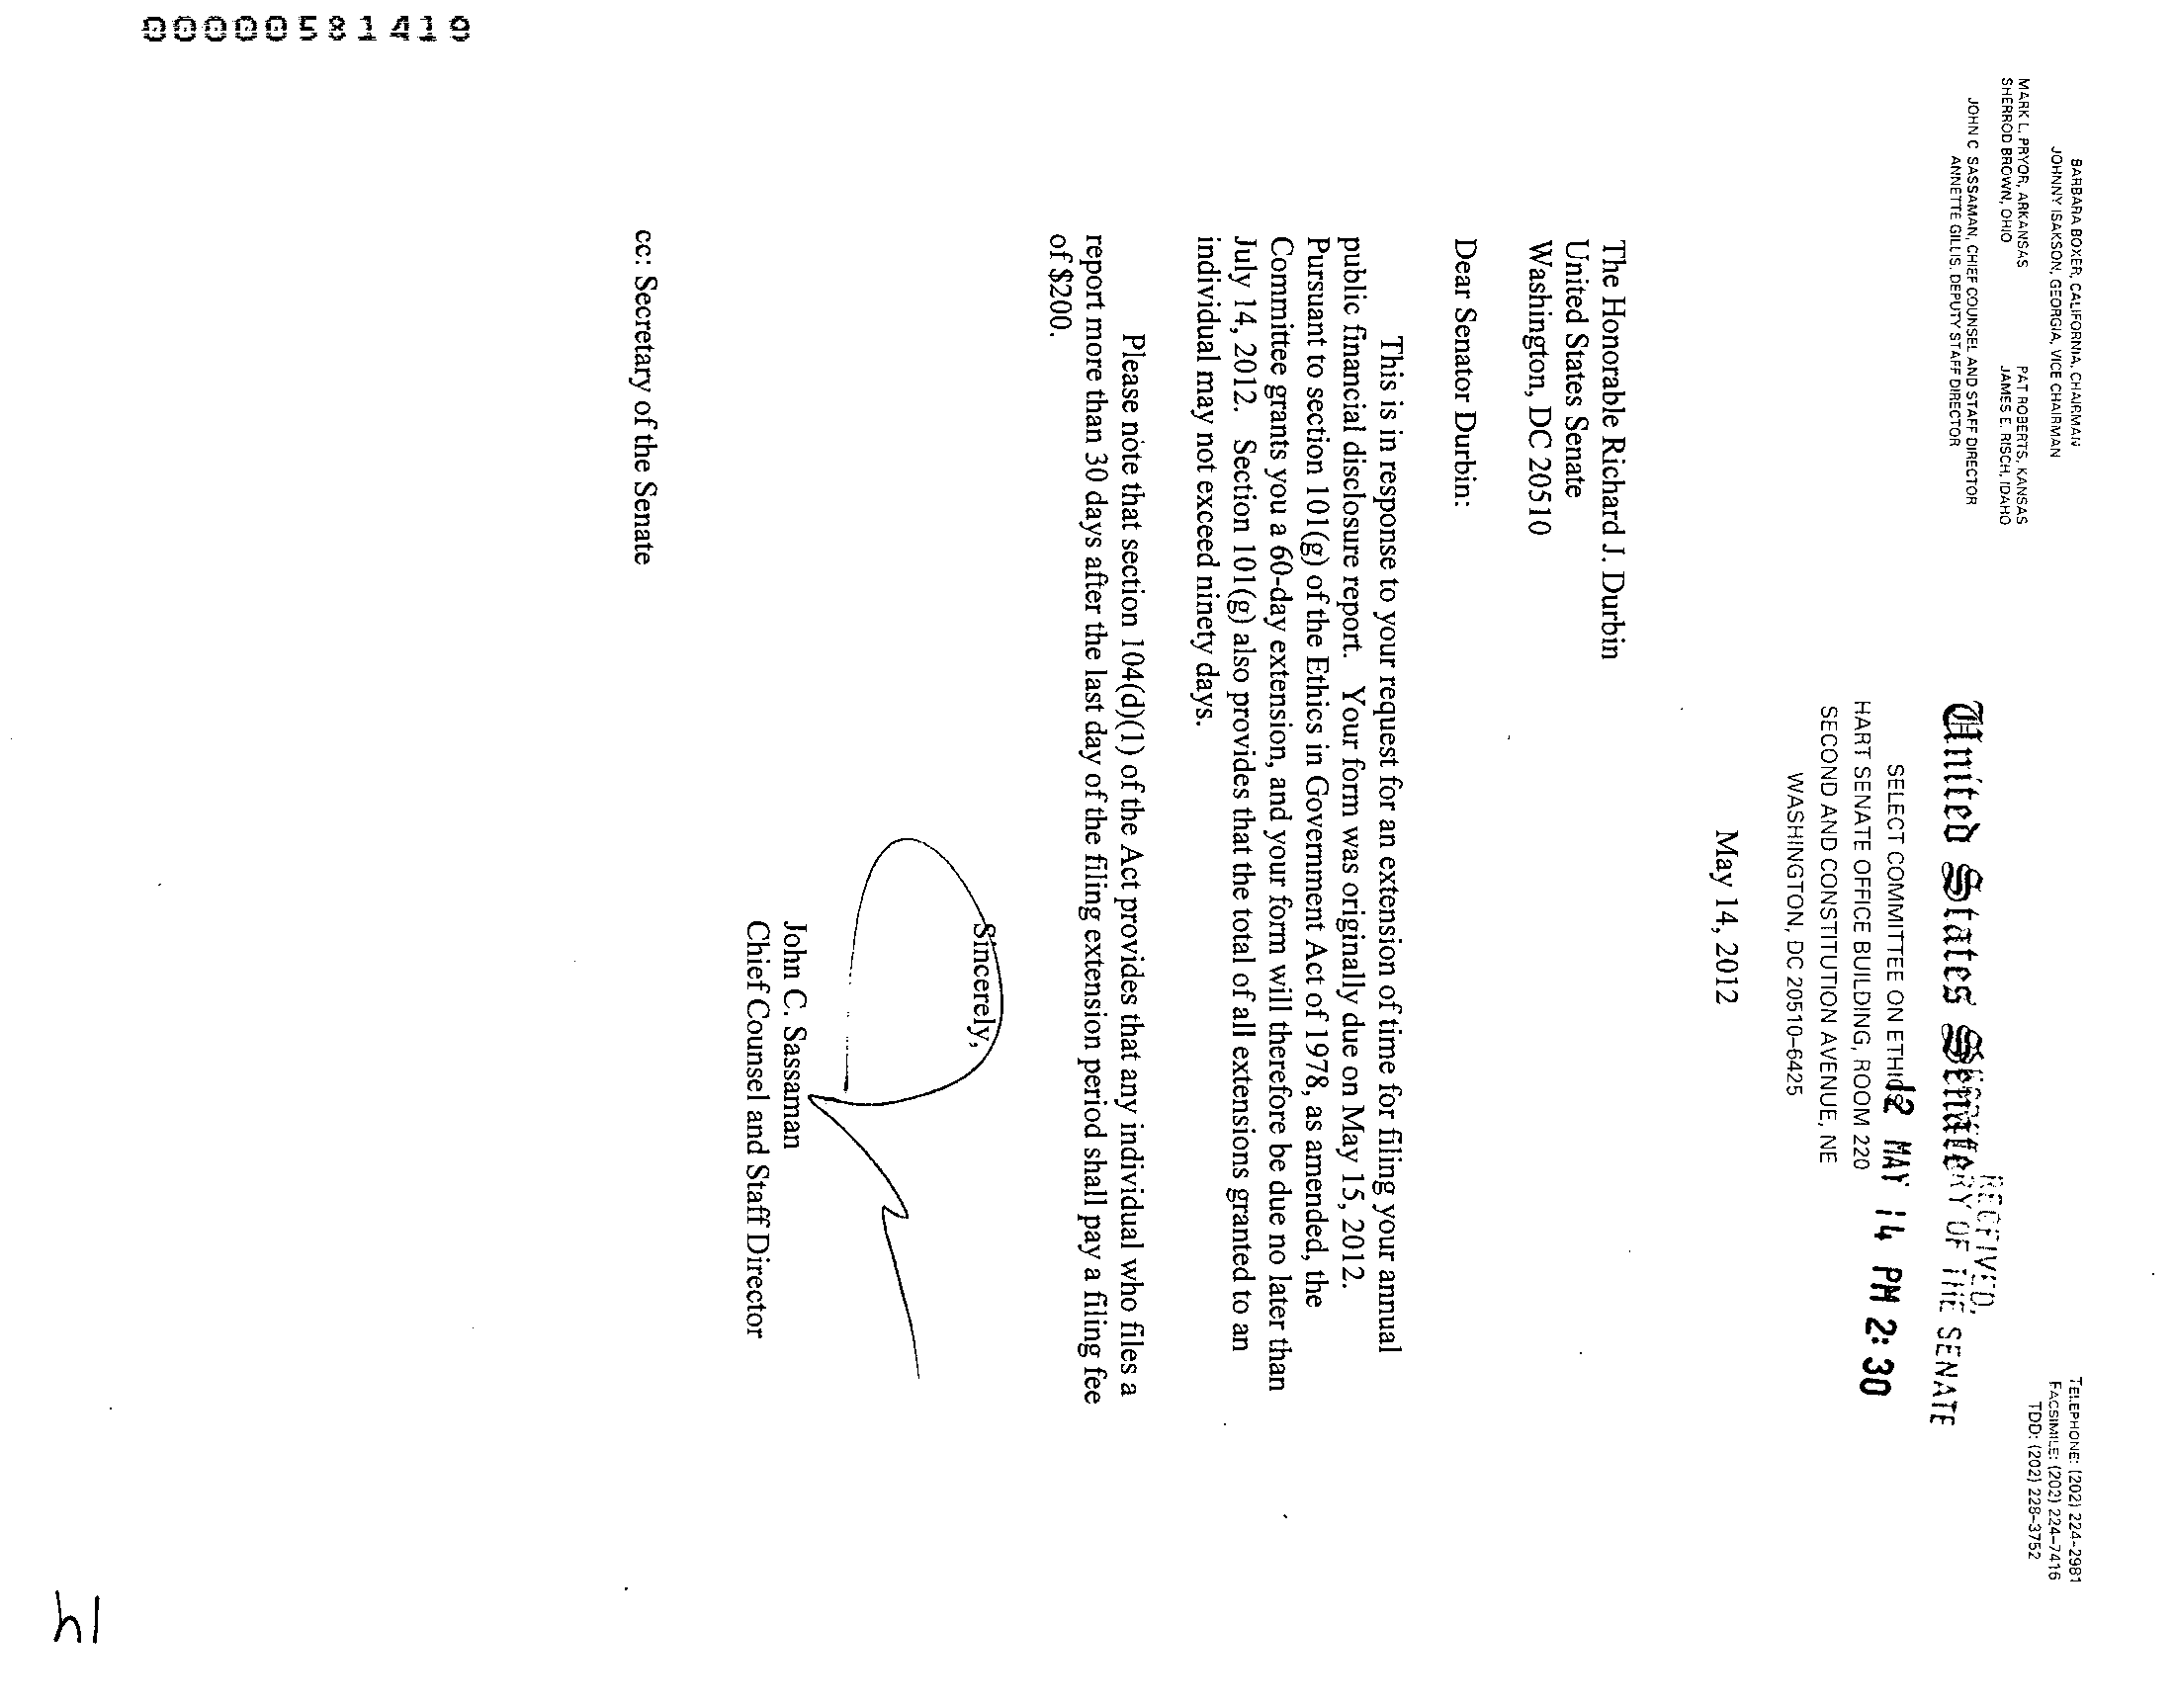 00000581419
BARBARA BOXER, CALIFORNIA, CHAIRMAN
JOHNNY ISAKSON, GEORGIA, VICE CHAIRMAN
MARK L. PRYOR, ARKANSAS PAT ROBERTS, KANSAS
SHERROD BROWN, OHIO JAMES E. RISCH, IDAHO
JOHN C SASSAMAN, CHIEF COUNSEL AND STAFF DIRECTOR
ANNETTE GILLIS, DEPUTY STAFF DIRECTOR
TELEPHONE: (202) 224-2981
FACSIMILE: (202) 224-7416
TDD: (202) 228-3752
RECEIVED
SECRETARY OF THE SENATE
United States Senate
SELECT COMMITTEE ON ETHICS
12 MAY 14 PM 2:30
HART SENATE OFFICE BUILDING, ROOM 220
SECOND AND CONSTITUTION AVENUE, NE
WASHINGTON, DC 20510-6425
May 14, 2012
The Honorable Richard J. Durbin
United States Senate
Washington, DC 20510
Dear Senator Durbin:
This is in response to your request for an extension of time for filing your annual
public financial disclosure report. Your form was originally due on May 15, 2012.
Pursuant to section 101(g) of the Ethics in Government Act of 1978, as amended, the
Committee grants you a 60-day extension, and your form will therefore be due no later than
July 14, 2012. Section 101(g) also provides that the total of all extensions granted to an
individual may not exceed ninety days.
Please note that section 104(d)(1) of the Act provides that any individual who files a
report more than 30 days after the last day of the filing extension period shall pay a filing fee
of $200.
Sincerely,
John C. Sassaman
Chief Counsel and Staff Director
cc: Secretary of the Senate
14